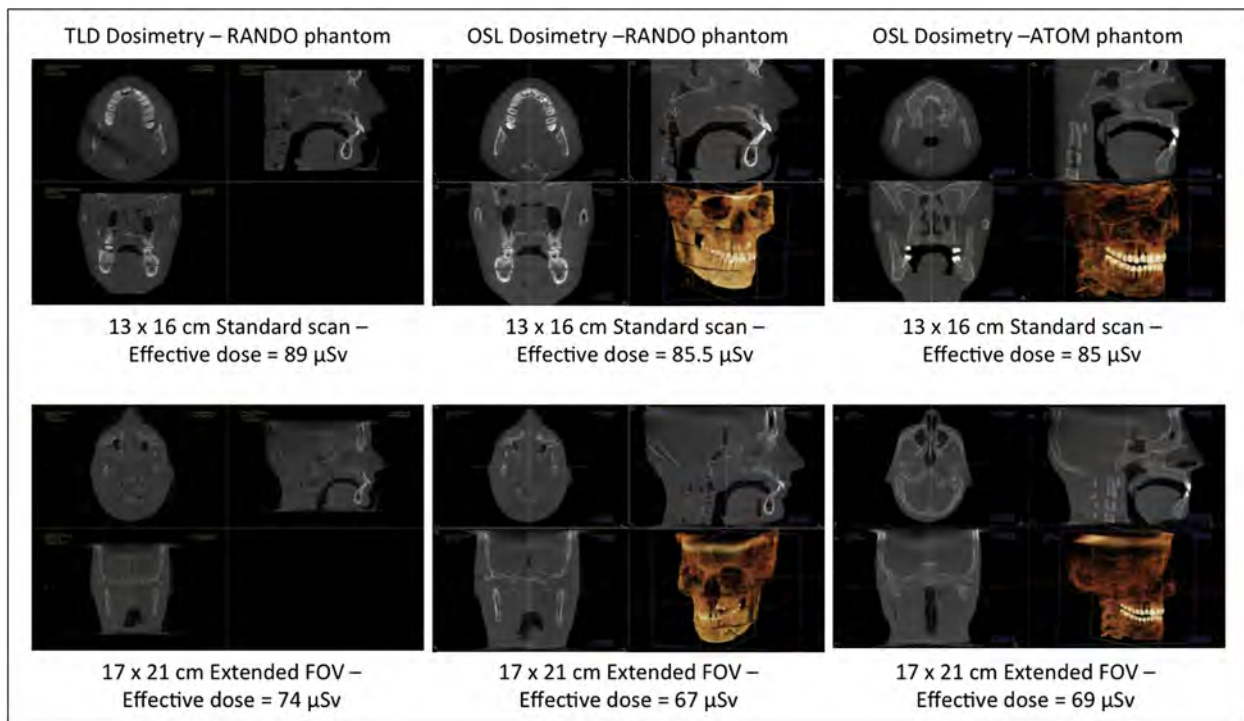 TLD Dosimetry – RANDO phantom
OSL Dosimetry –RANDO phantom
OSL Dosimetry –ATOM phantom
13 x 16 cm Standard scan –
Effective dose = 89 µSv
13 x 16 cm Standard scan –
Effective dose = 85.5 µSv
13 x 16 cm Standard scan –
Effective dose = 85 µSv
17 x 21 cm Extended FOV –
Effective dose = 74 µSv
17 x 21 cm Extended FOV –
Effective dose = 67 µSv
17 x 21 cm Extended FOV –
Effective dose = 69 µSv